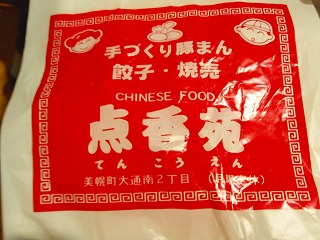 手づくり豚まん
餃子・焼売
CHINESE FOOD
点香苑
てんこうえん
美幌町大通南2丁目